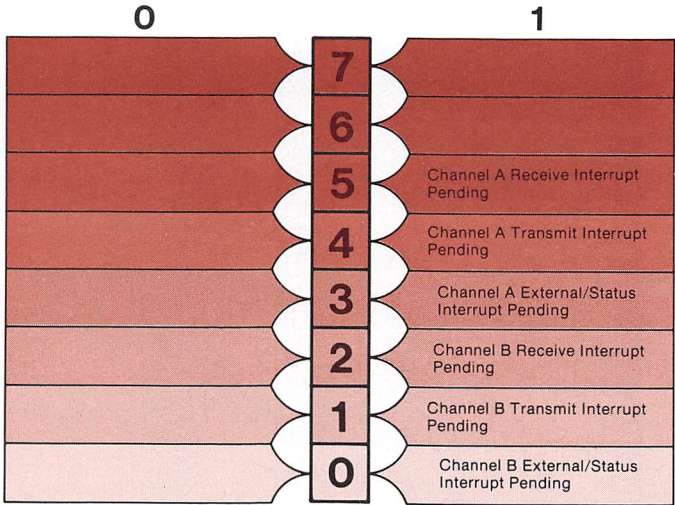 0 1
7
6
5 Channel A Receive Interrupt
Pending
4 Channel A Transmit Interrupt
Pending
3 Channel A External/Status
Interrupt Pending
2 Channel B Receive Interrupt
Pending
1 Channel B Transmit Interrupt
Pending
0 Channel B External/Status
Interrupt Pending